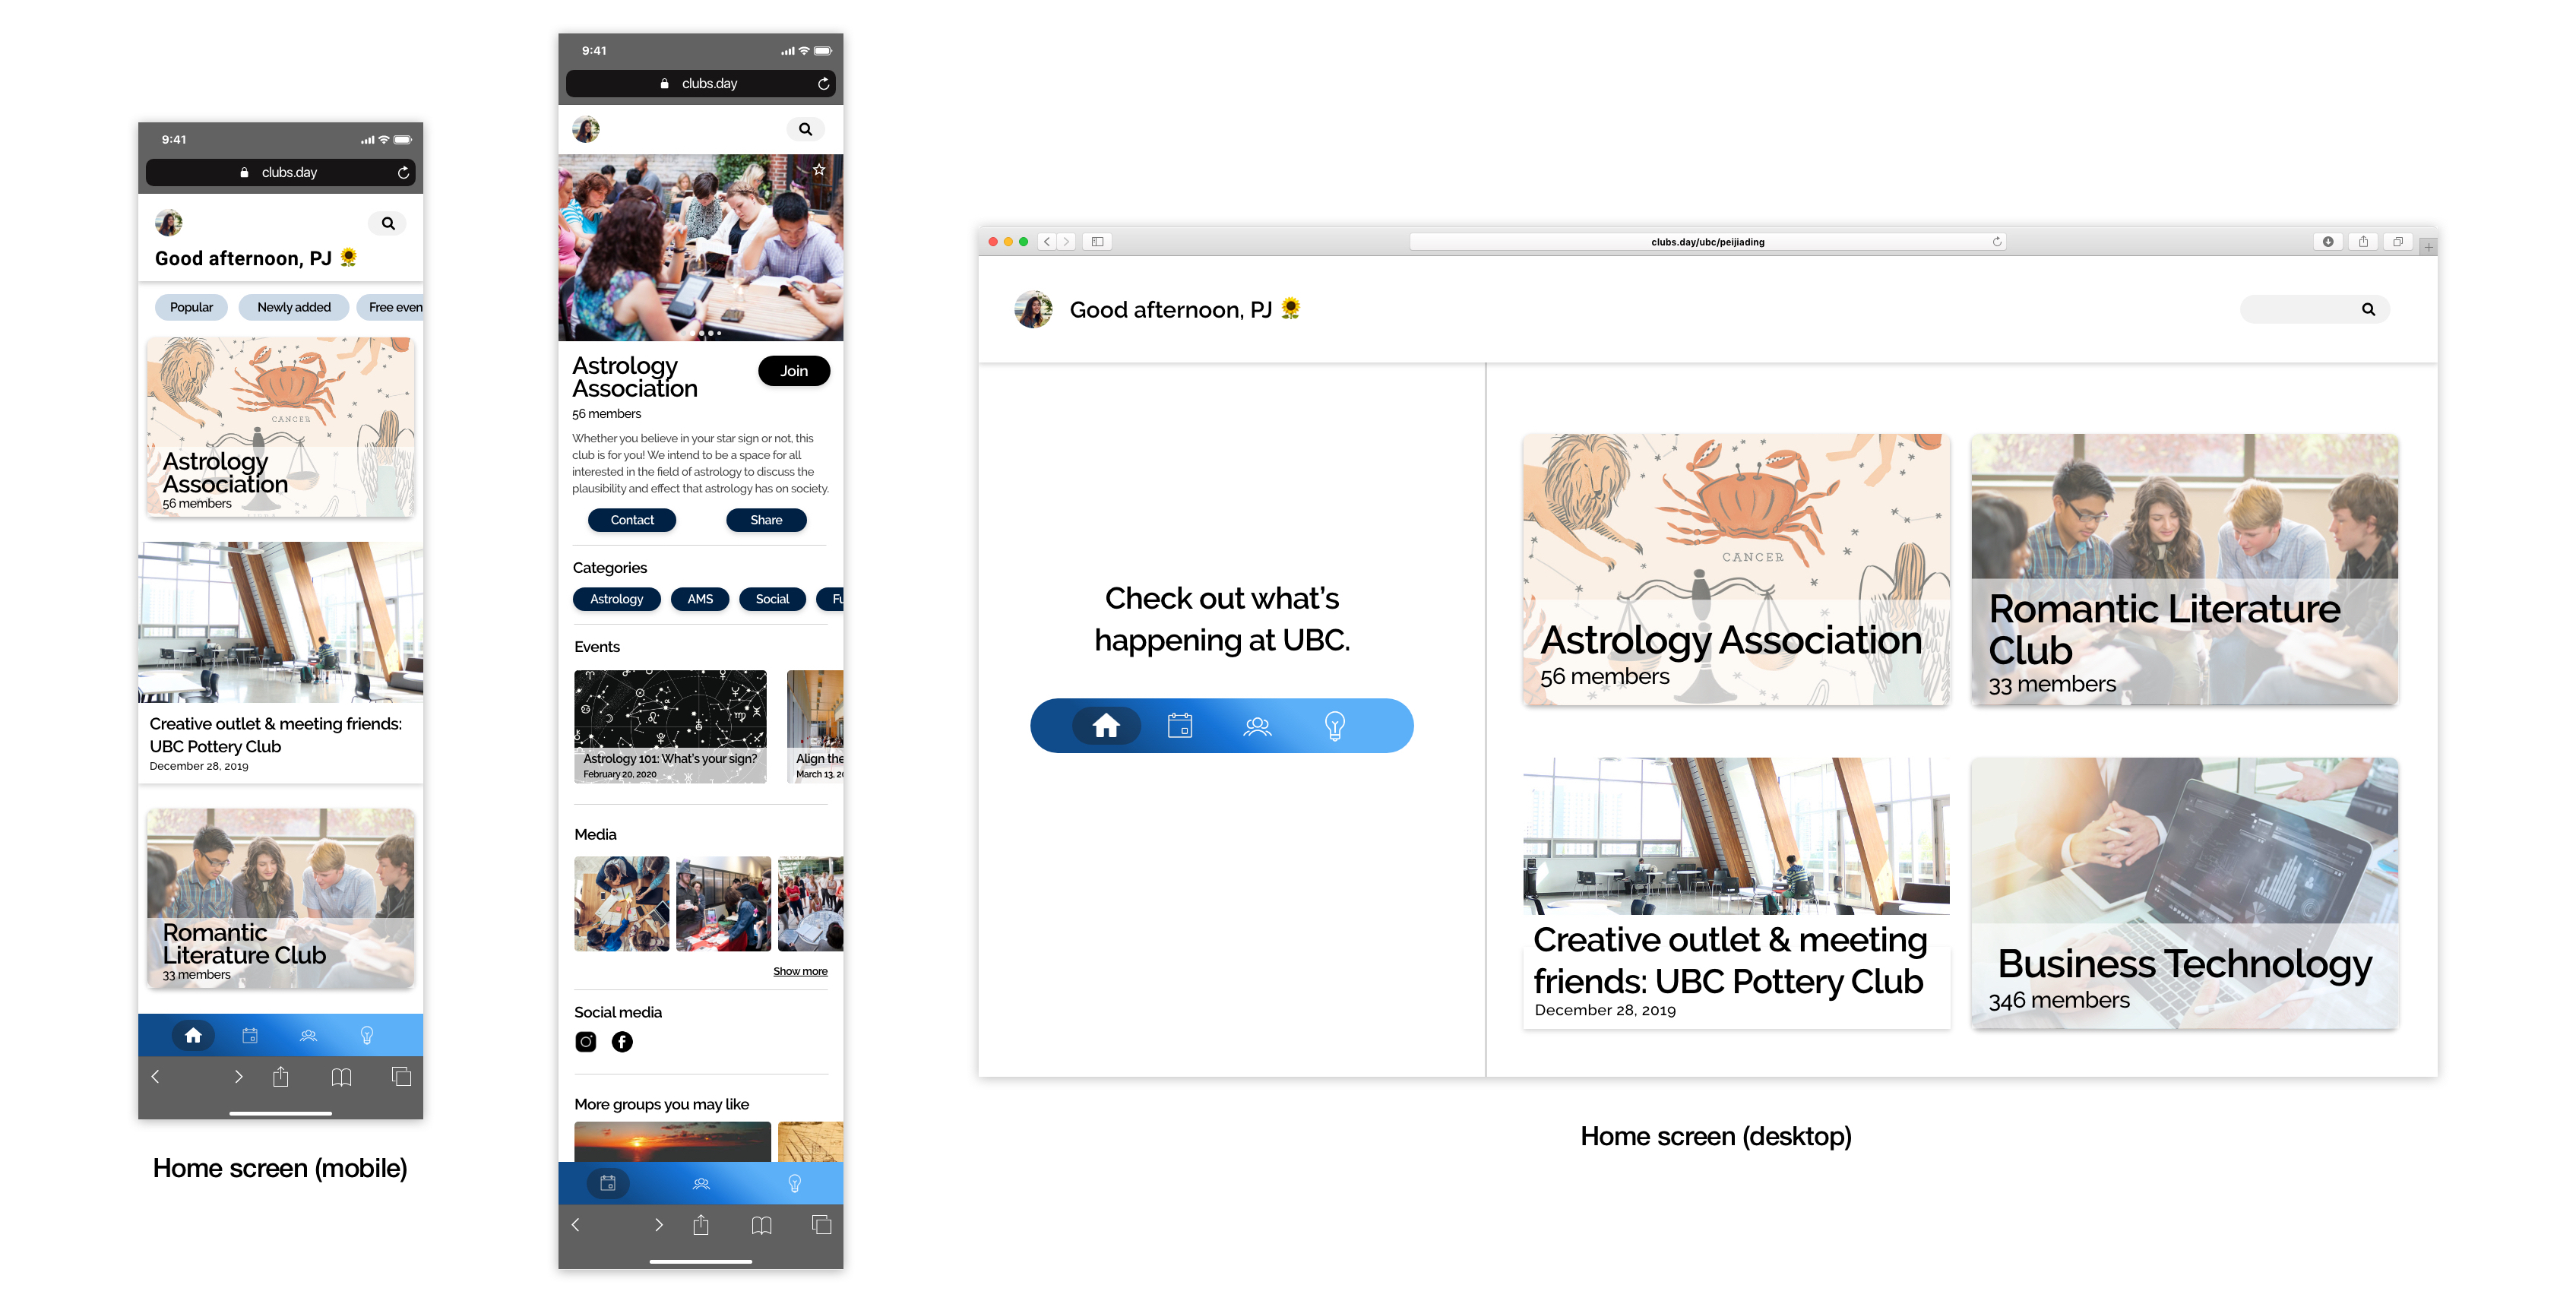 9:41
clubs.day
Good afternoon, PJ 🌻
Popular
Newly added
Free even
CANCER
Astrology
Association
56 members
Creative outlet & meeting friends:
UBC Pottery Club
December 28, 2019
Romantic
Literature Club
33 members
Home screen (mobile)
9:41
clubs.day
Astrology
Association
Join
56 members
Whether you believe in your star sign or not, this
club is for you! We intend to be a space for all
interested in the field of astrology to discuss the
plausibility and effect that astrology has on society.
Contact
Share
Categories
Astrology
AMS
Social
Fu
Events
Astrology 101: What's your sign?
February 20, 2020
Align the
March 13, 20
Media
Show more
Social media
More groups you may like
clubs.day/ubc/peijiading
Good afternoon, PJ 🌻
Check out what's
happening at UBC.
CANCER
Astrology Association
56 members
Romantic Literature
Club
33 members
Creative outlet & meeting
friends: UBC Pottery Club
December 28, 2019
Business Technology
346 members
Home screen (desktop)